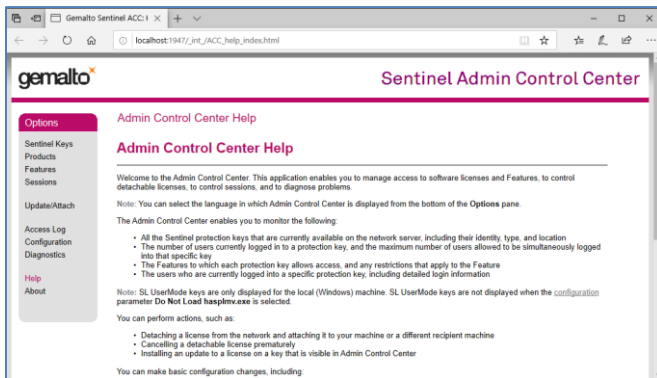 Gemalto Sentinel ACC: H
localhost:1947/_int_/ACC_help_index.html
gemalto
Sentinel Admin Control Center
Options
Sentinel Keys
Products
Features
Sessions
Update/Attach
Access Log
Configuration
Diagnostics
Help
About
Admin Control Center Help
Admin Control Center Help
Welcome to the Admin Control Center. This application enables you to manage access to software licenses and Features, to control
detachable licenses, to control sessions, and to diagnose problems.
Note: You can select the language in which Admin Control Center is displayed from the bottom of the Options pane.
The Admin Control Center enables you to monitor the following:
• All the Sentinel protection keys that are currently available on the network server, including their identity, type, and location
• The number of users currently logged in to a protection key, and the maximum number of users allowed to be simultaneously logged
into that specific key
• The Features to which each protection key allows access, and any restrictions that apply to the Feature
• The users who are currently logged into a specific protection key, including detailed login information
Note: SL UserMode keys are only displayed for the local (Windows) machine. SL UserMode keys are not displayed when the configuration
parameter Do Not Load hasplmv.exe is selected.
You can perform actions, such as:
• Detaching a license from the network and attaching it to your machine or a different recipient machine
• Cancelling a detachable license prematurely
• Installing an update to a license on a key that is visible in Admin Control Center
You can make basic configuration changes, including: